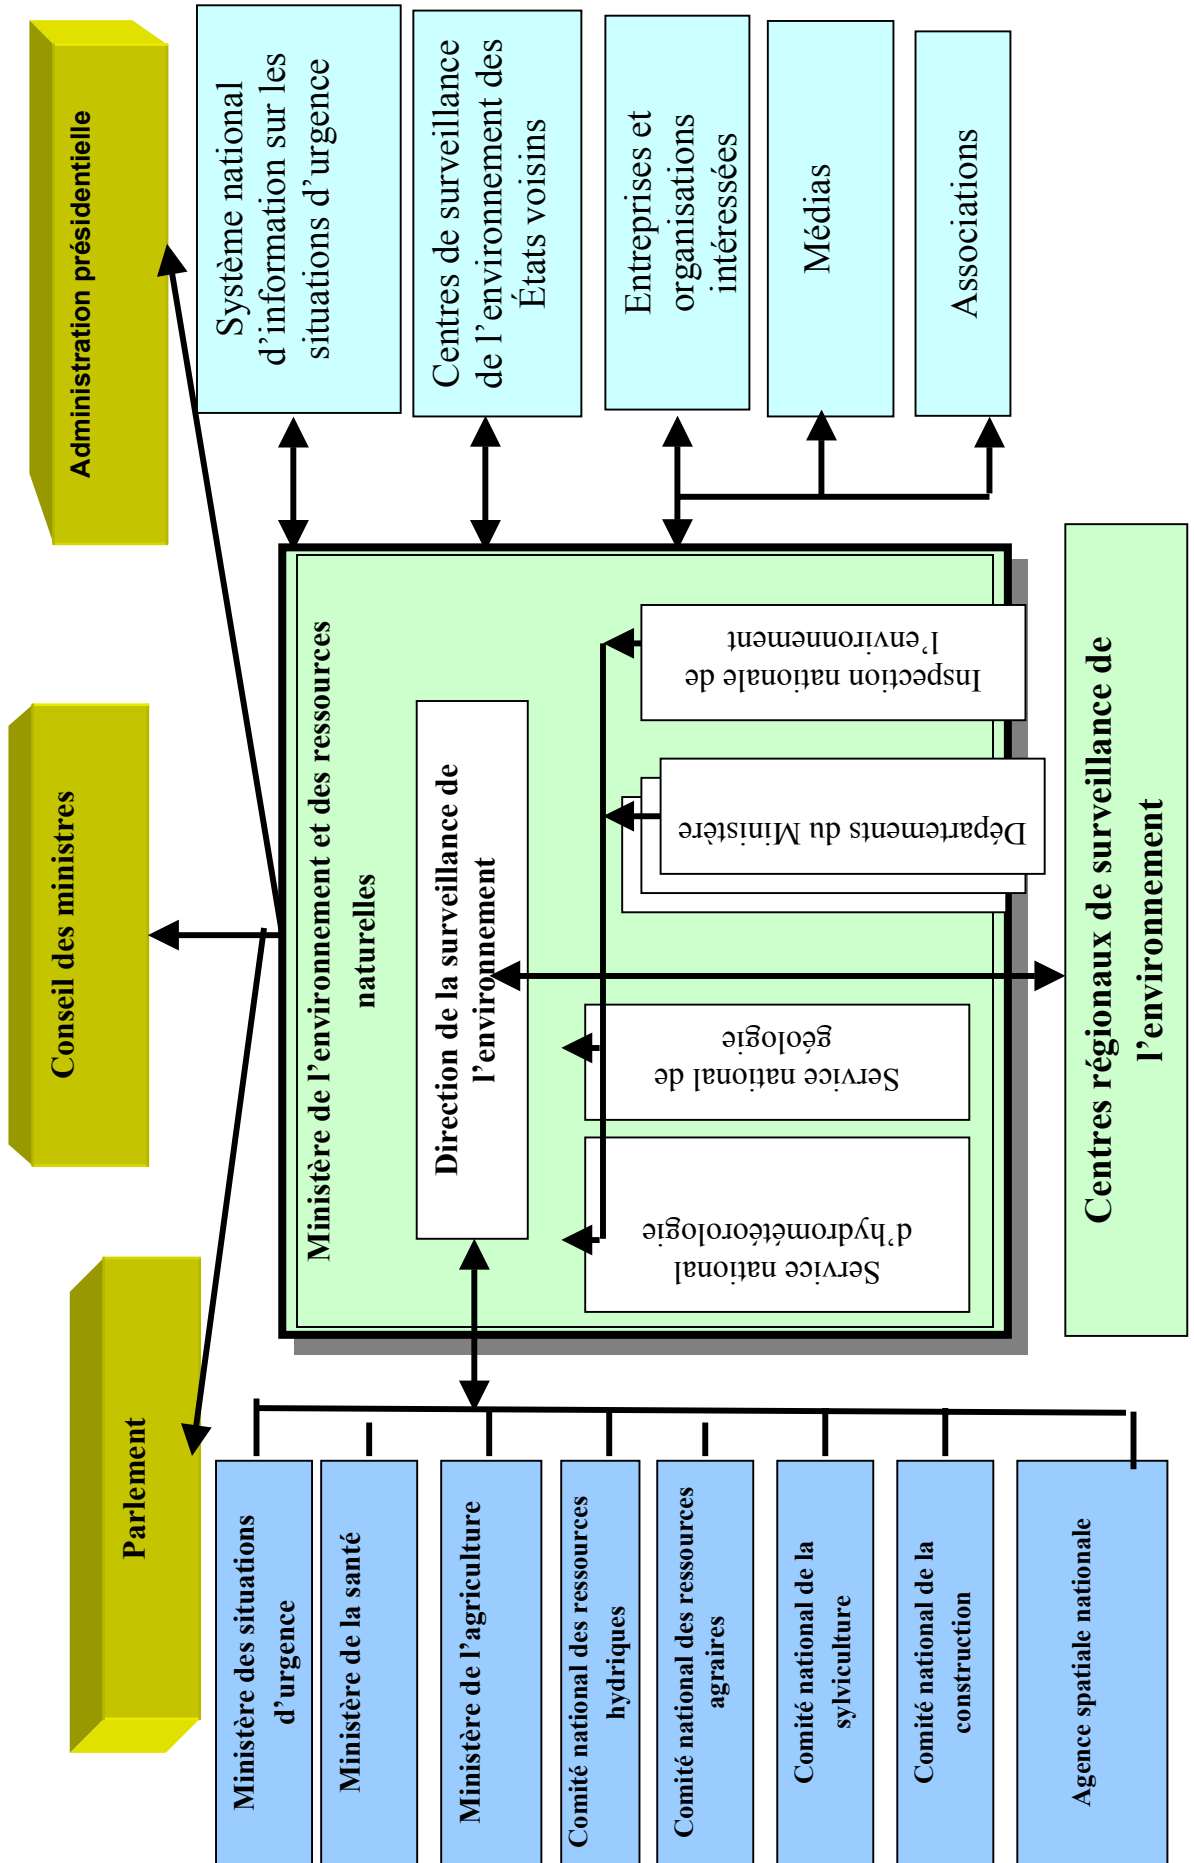 Parlement
Conseil des ministres
Administration présidentielle
Ministère des situations
d'urgence
Ministère de la santé
Ministère de l'agriculture
Comité national des ressources
hydriques
Comité national des ressources
agraires
Comité national de la
sylviculture
Comité national de la
construction
Agence spatiale nationale
Ministère de l'environnement et des ressources
naturelles
Direction de la surveillance de
l'environnement
Service national
d'hydrométéorologie
Service national de
géologie
Départements du Ministère
Inspection nationale de
l'environnement
Centres régionaux de surveillance de
l'environnement
Système national
d'information sur les
situations d'urgence
Centres de surveillance
de l'environnement des
États voisins
Entreprises et
organisations
intéressées
Médias
Associations